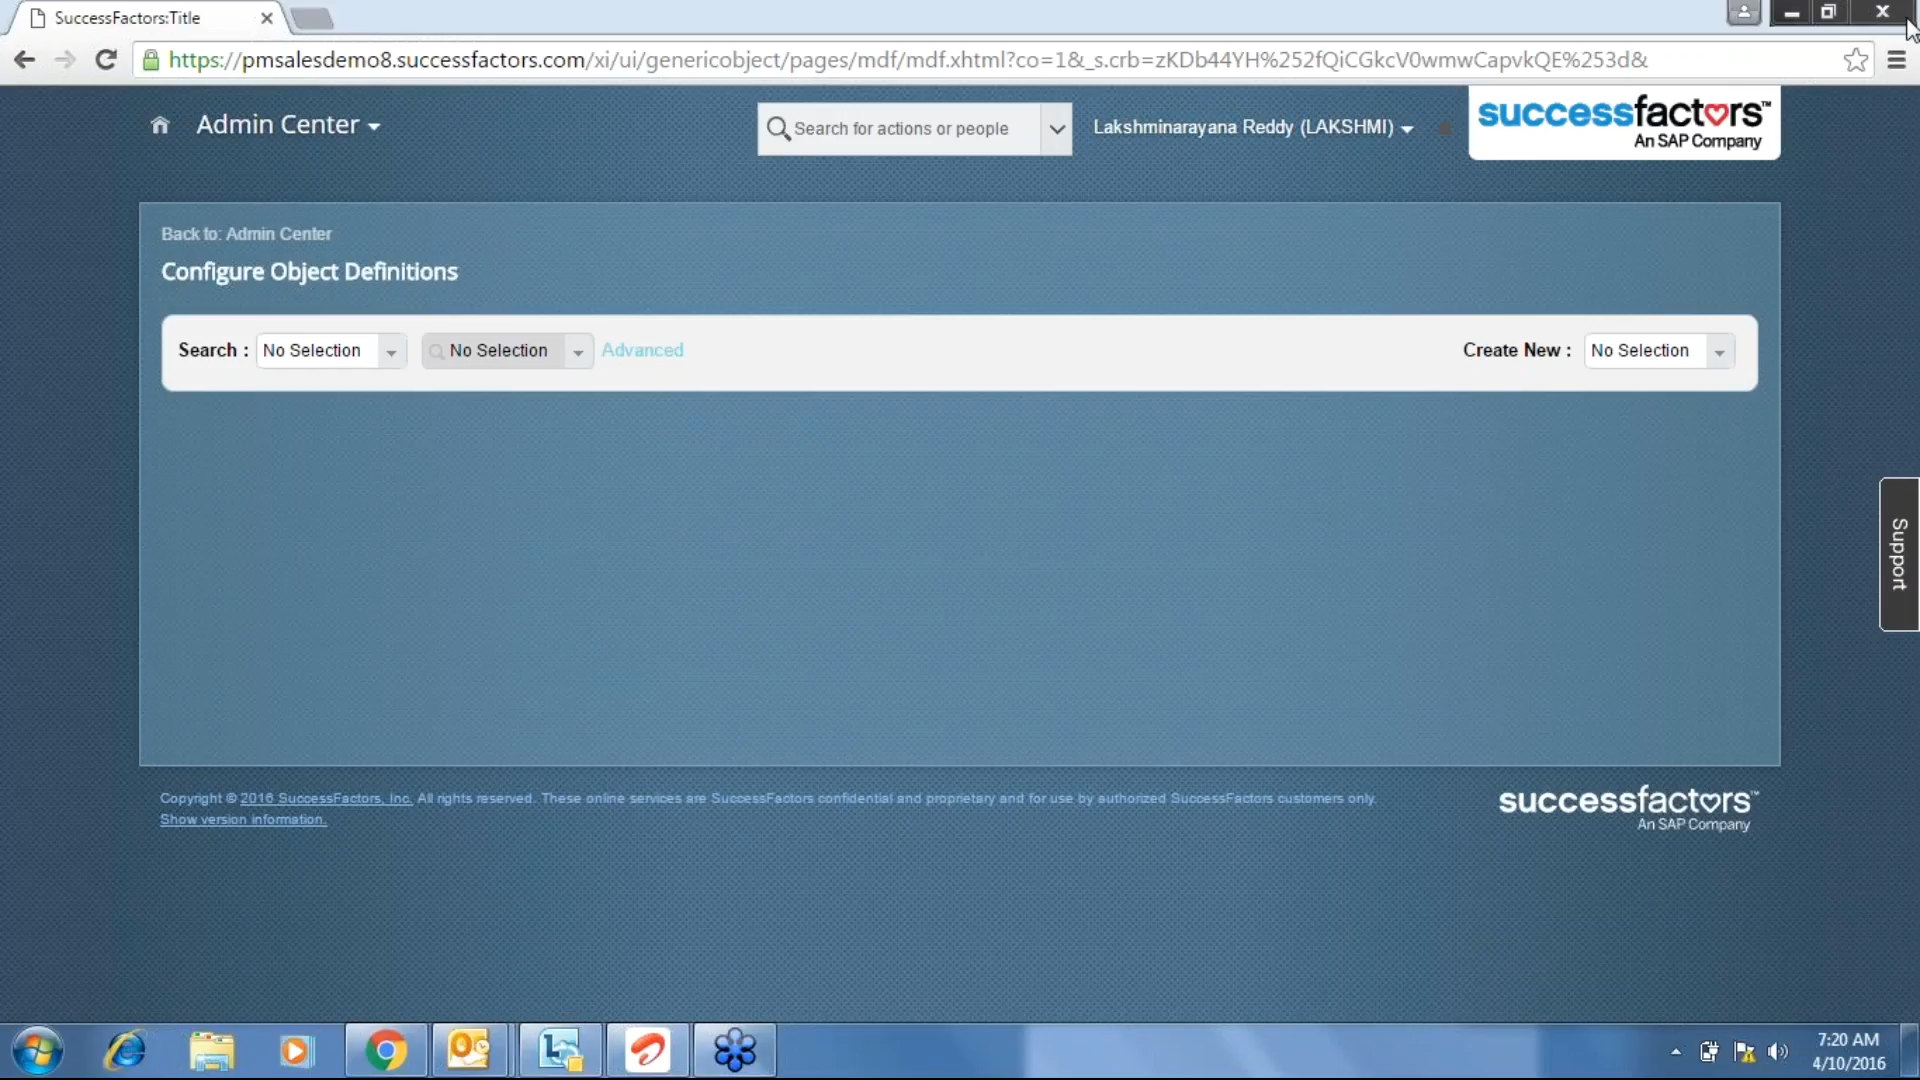 SuccessFactors:Title
https://pmsalesdemo8.successfactors.com/xi/ui/genericobject/pages/mdf/mdf.xhtml?co=1&_s.crb=zKDb44YH%252fQiCGkcV0wmwCapvkQE%253d&
Admin Center
Search for actions or people
Lakshminarayana Reddy (LAKSHMI)
successfactors™
An SAP Company
Back to: Admin Center
Configure Object Definitions
Search : No Selection No Selection Advanced Create New : No Selection
Support
Copyright © 2016 SuccessFactors, Inc. All rights reserved. These online services are SuccessFactors confidential and proprietary and for use by authorized SuccessFactors customers only.
Show version information.
successfactors™
An SAP Company
7:20 AM
4/10/2016